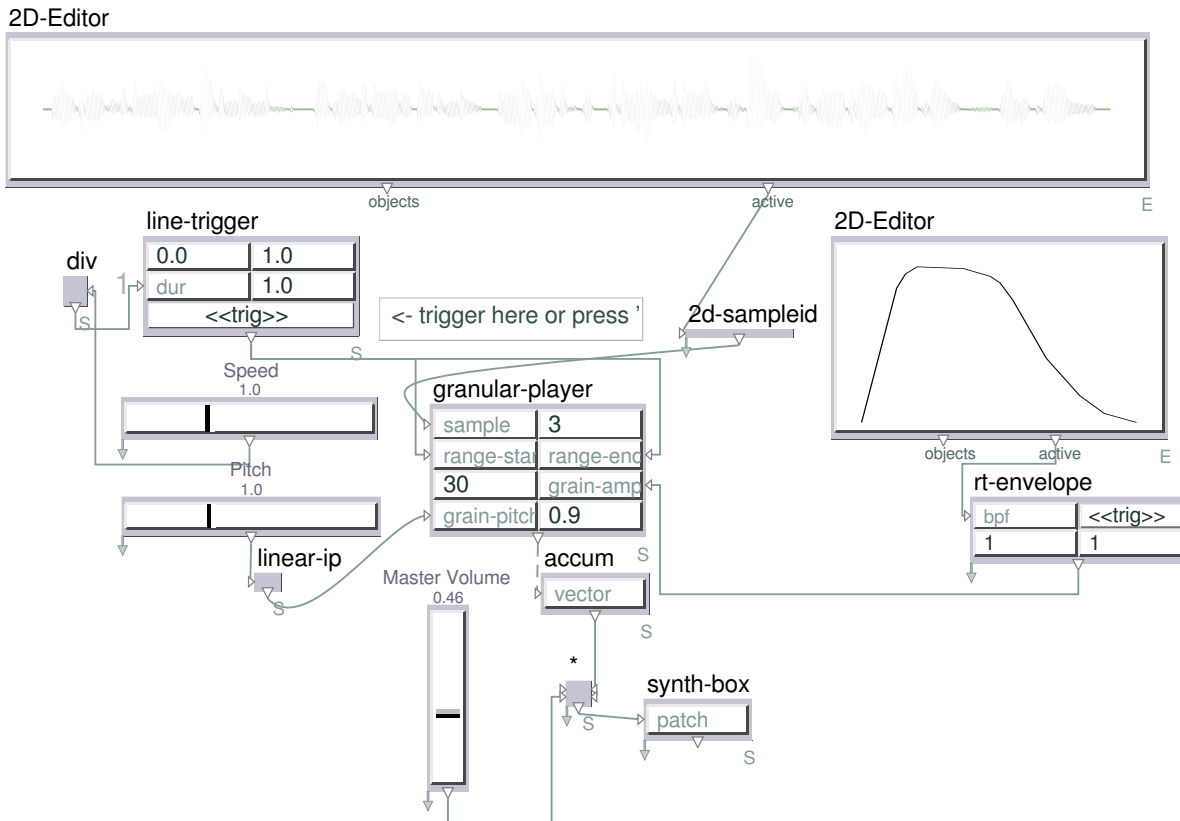 2D-Editor
objects
active
E
line-trigger
2D-Editor
div
0.0 1.0
1
dur 1.0
S
<<trig>>
<- trigger here or press '
2d-sampleid
S
Speed
1.0
granular-player
sample 3
range-star range-end
objects
active
E
Pitch
1.0
30 grain-amp
rt-envelope
grain-pitch 0.9
bpf <<trig>>
1 1
S
linear-ip
accum
S
Master Volume
0.46
vector
S
*
synth-box
S
patch
S